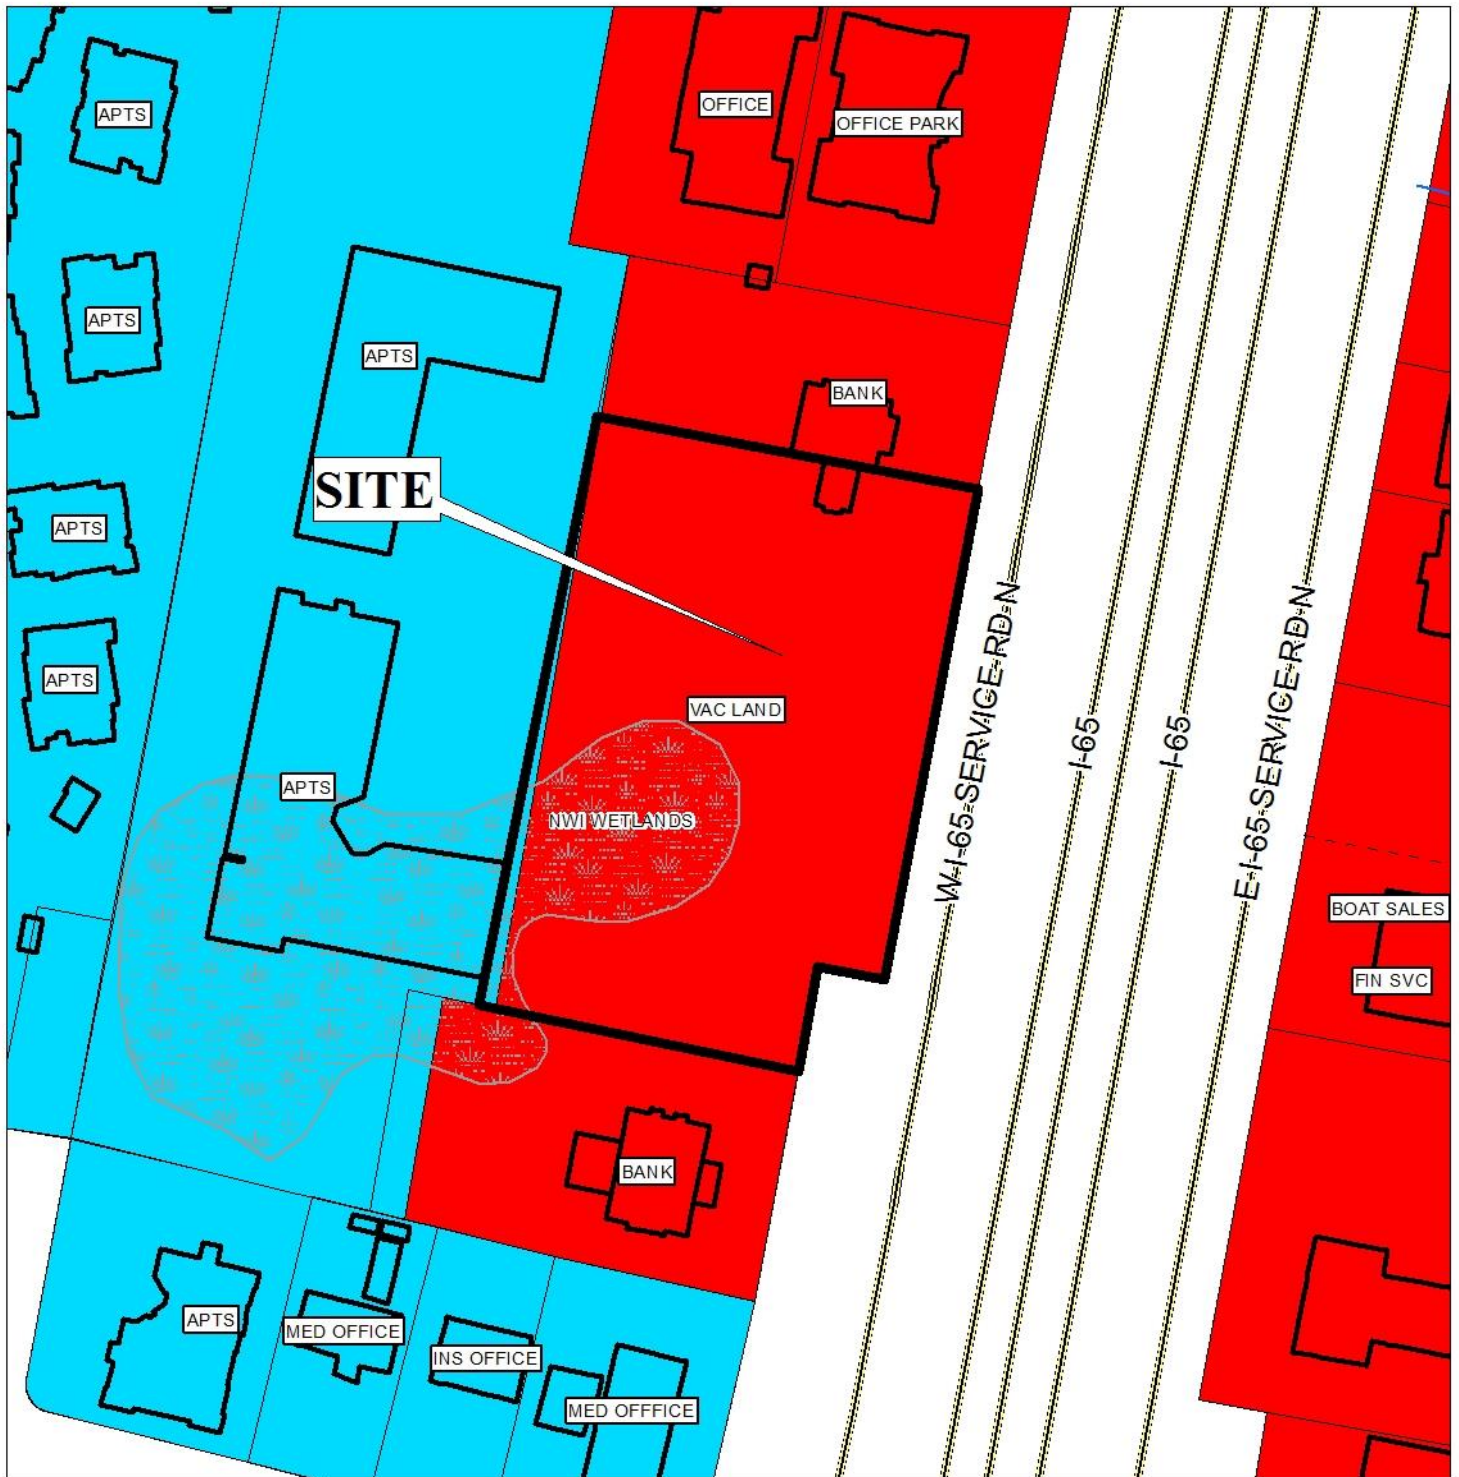 OFFICE
APTS
OFFICE PARK
APTS
APTS
BANK
SITE
APTS
APTS
VAC LAND
APTS
NWI WETLANDS
W-I-65-SERVICE-RD-N
I-65
I-65
E-I-65-SERVICE-RD-N
BOAT SALES
FIN SVC
BANK
APTS
MED OFFICE
INS OFFICE
MED OFFFICE